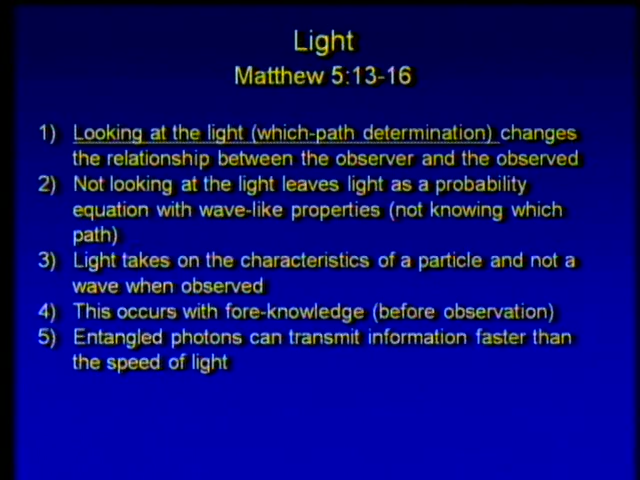 Light
Matthew 5:13-16
1) Looking at the light (which-path determination) changes
the relationship between the observer and the observed
2) Not looking at the light leaves light as a probability
equation with wave-like properties (not knowing which
path)
3) Light takes on the characteristics of a particle and not a
wave when observed
4) This occurs with fore-knowledge (before observation)
5) Entangled photons can transmit information faster than
the speed of light